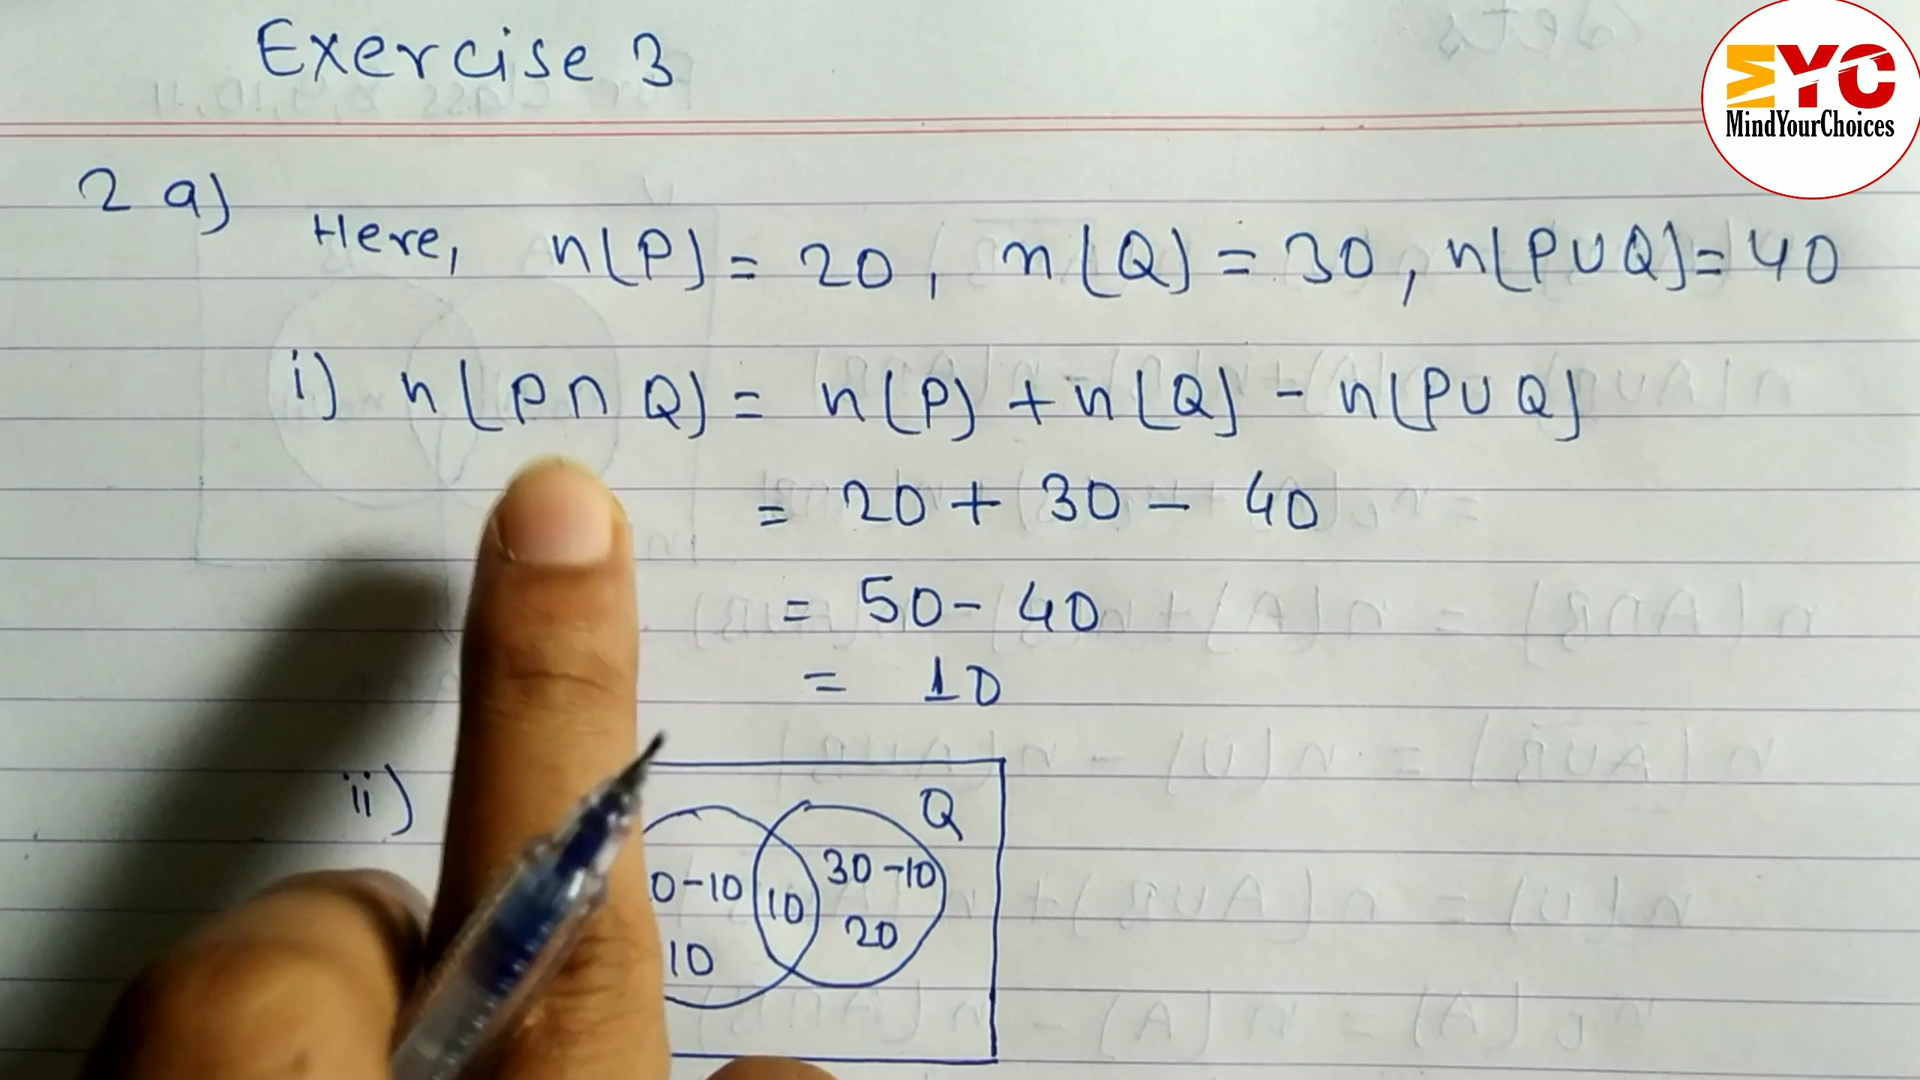 Exercise 3
MYC
MindYourChoices
2 a)
Here, n(P) = 20, n(Q) = 30, n(P∪Q) = 40
i) n(P∩Q) = n(P) + n(Q) - n(P∪Q)
= 20 + 30 - 40
= 50 - 40
= 10
ii)
Q
0-10 10 30-10
10 20